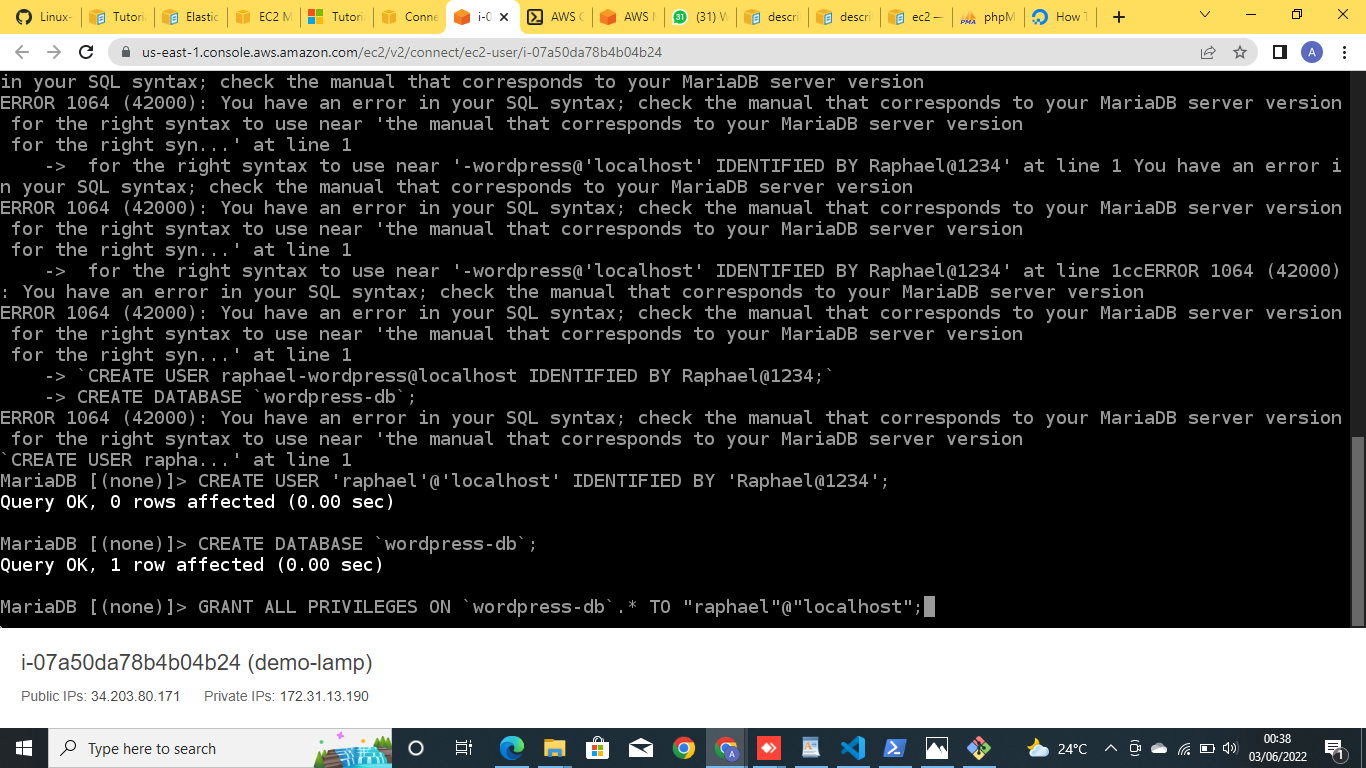 Linux-
Tutori
Elastic
EC2 M
Tutori
Conne
i-0
AWS C
AWS
(31) W
descri
descri
ec2 —
phpM
How T
us-east-1.console.aws.amazon.com/ec2/v2/connect/ec2-user/i-07a50da78b4b04b24
A
in your SQL syntax; check the manual that corresponds to your MariaDB server version
ERROR 1064 (42000): You have an error in your SQL syntax; check the manual that corresponds to your MariaDB server version
for the right syntax to use near 'the manual that corresponds to your MariaDB server version
for the right syn...' at line 1
->  for the right syntax to use near '-wordpress@'localhost' IDENTIFIED BY Raphael@1234' at line 1 You have an error i
n your SQL syntax; check the manual that corresponds to your MariaDB server version
ERROR 1064 (42000): You have an error in your SQL syntax; check the manual that corresponds to your MariaDB server version
for the right syntax to use near 'the manual that corresponds to your MariaDB server version
for the right syn...' at line 1
->  for the right syntax to use near '-wordpress@'localhost' IDENTIFIED BY Raphael@1234' at line 1ccERROR 1064 (42000)
: You have an error in your SQL syntax; check the manual that corresponds to your MariaDB server version
ERROR 1064 (42000): You have an error in your SQL syntax; check the manual that corresponds to your MariaDB server version
for the right syntax to use near 'the manual that corresponds to your MariaDB server version
for the right syn...' at line 1
-> `CREATE USER raphael-wordpress@localhost IDENTIFIED BY Raphael@1234;`
-> CREATE DATABASE `wordpress-db`;
ERROR 1064 (42000): You have an error in your SQL syntax; check the manual that corresponds to your MariaDB server version
for the right syntax to use near 'the manual that corresponds to your MariaDB server version
`CREATE USER rapha...' at line 1
MariaDB [(none)]> CREATE USER 'raphael'@'localhost' IDENTIFIED BY 'Raphael@1234';
Query OK, 0 rows affected (0.00 sec)
MariaDB [(none)]> CREATE DATABASE `wordpress-db`;
Query OK, 1 row affected (0.00 sec)
MariaDB [(none)]> GRANT ALL PRIVILEGES ON `wordpress-db`.* TO "raphael"@"localhost";
i-07a50da78b4b04b24 (demo-lamp)
Public IPs: 34.203.80.171 Private IPs: 172.31.13.190
Type here to search
24°C
00:38
03/06/2022
1